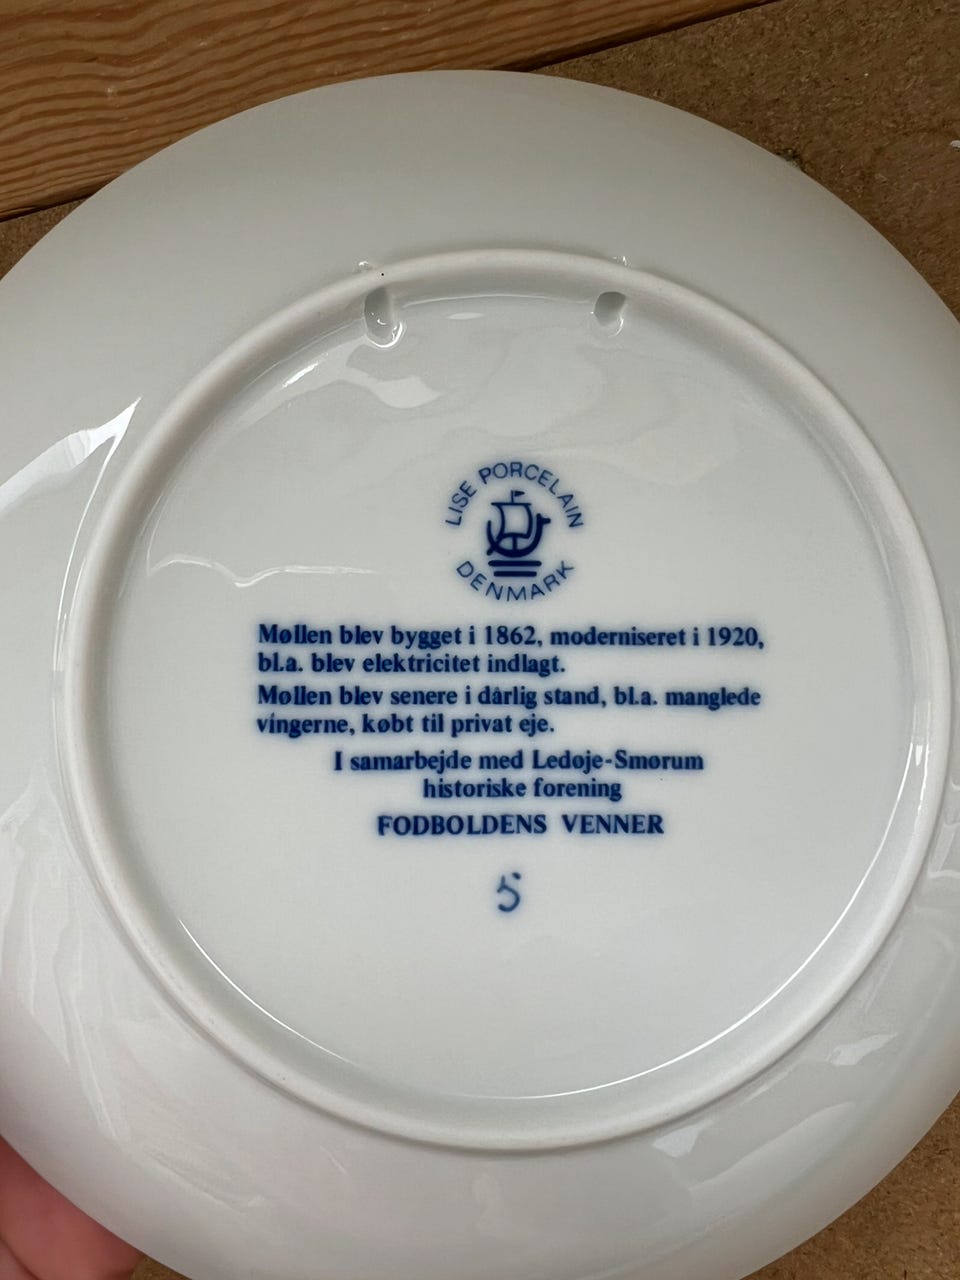 LISE PORCELAIN
DENMARK
Møllen blev bygget i 1862, moderniseret i 1920,
bl.a. blev elektricitet indlagt.
Møllen blev senere i dårlig stand, bl.a. manglede
vingerne, købt til privat eje.
I samarbejde med Ledøje-Smørum
historiske forening
FODBOLDENS VENNER
5